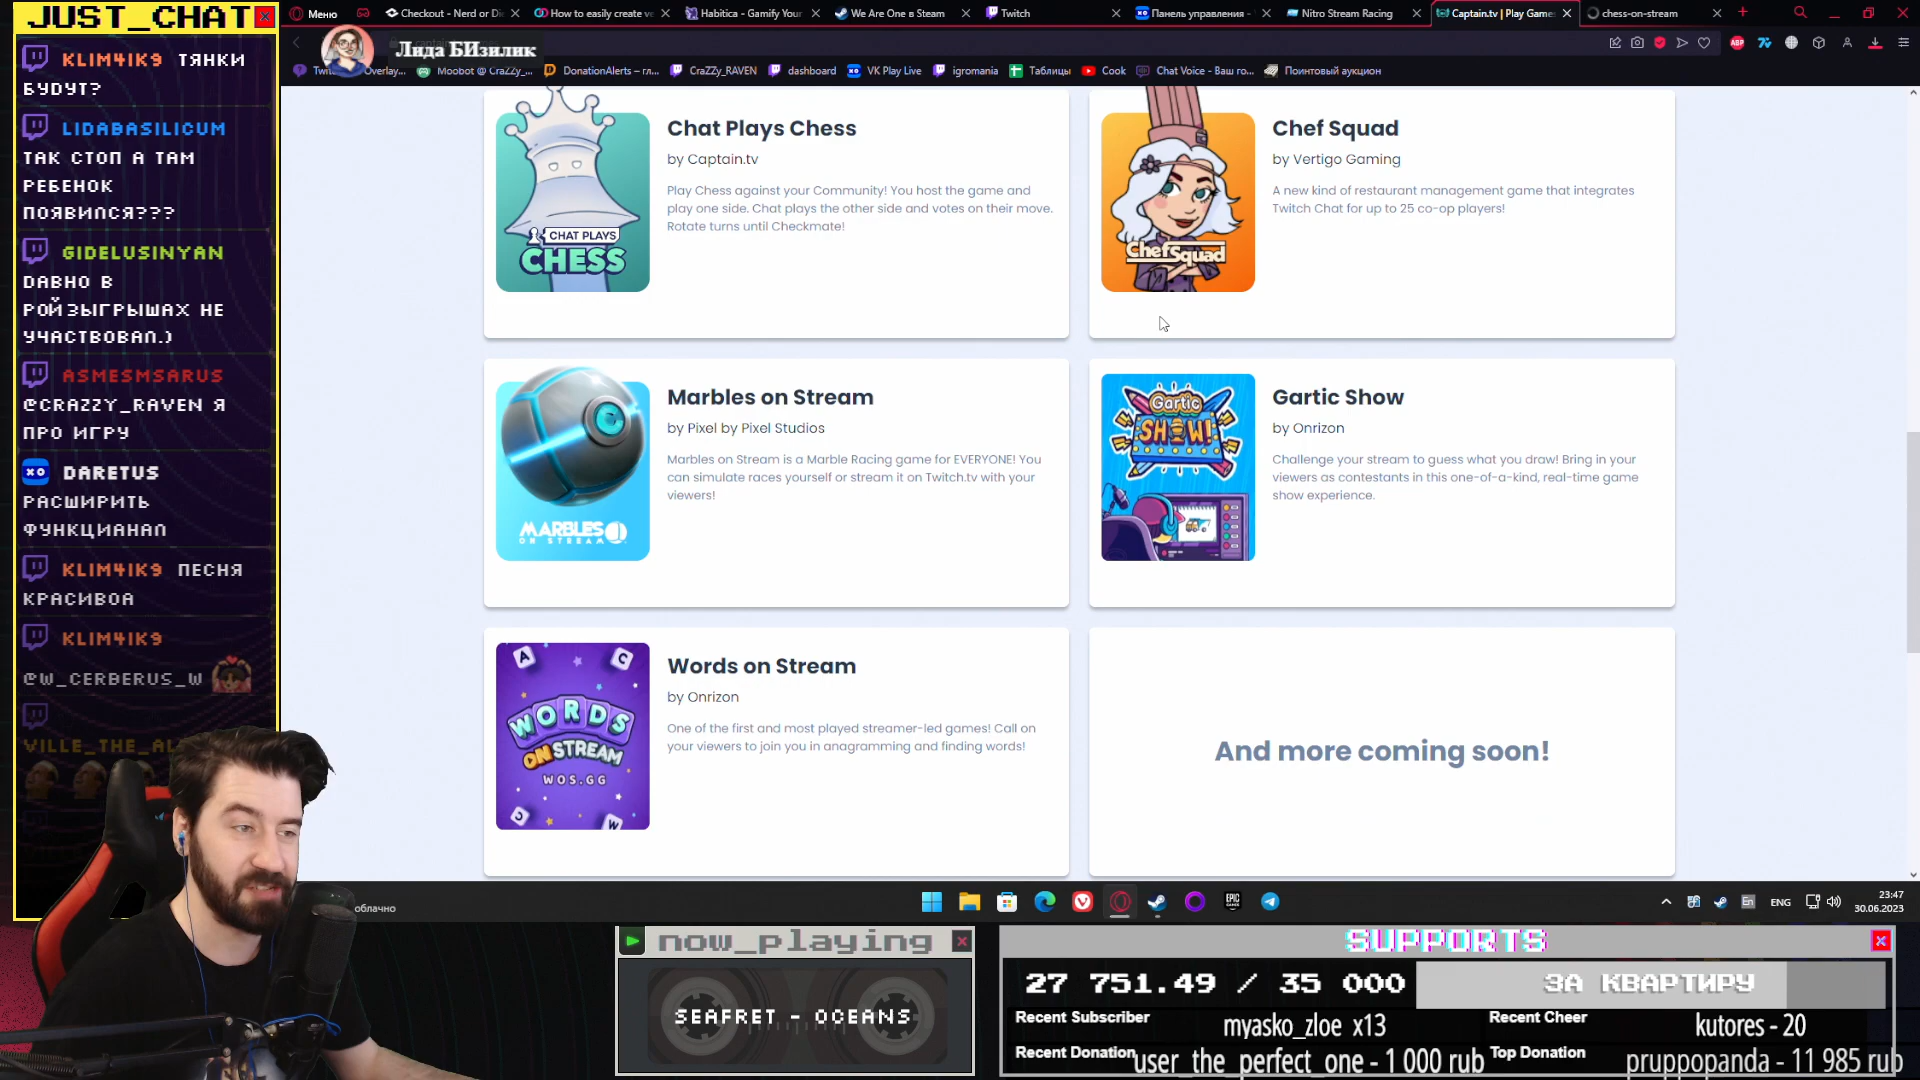 JUST_CHAT
KLIM4IK9 ТЯНКИ
БУДУТ?
LIDABASILICUM
ТАК СТОП А ТАМ
РЕБЕНОК
ПОЯВИЛСЯ???
GIDELUSINYAN
DАВНО В
РОЙЗЫГРЫШАХ НЕ
УЧАСТВОВАЛ.)
ASMESMSARUS
@CRAZZY_RAVEN Я
ПРО ИГРУ
DARETUS
РАСШИРИТЬ
ФУНКЦИАНАЛ
KLIM4IK9 ПЕСНЯ
КРАСИВОА
KLIM4IK9
@W_CERBERUS_W
Меню
Checkout - Nerd or Di
How to easily create v
Habitica - Gamify Your
We Are One в Steam
Twitch
Панель управления -
Nitro Stream Racing
Captain.tv | Play Game
chess-on-stream
Лида БИзилик
Overlay...
Moobot @ CraZZy_...
DonationAlerts – гл...
CraZZy_RAVEN
dashboard
VK Play Live
igromania
Таблицы
Cook
Chat Voice - Ваш го...
Поинтовый аукцион
CHAT PLAYS
CHESS
Chat Plays Chess
by Captain.tv
Play Chess against your Community! You host the game and
play one side. Chat plays the other side and votes on their move.
Rotate turns until Checkmate!
ChefSquad
Chef Squad
by Vertigo Gaming
A new kind of restaurant management game that integrates
Twitch Chat for up to 25 co-op players!
MARBLES
ON STREAM
Marbles on Stream
by Pixel by Pixel Studios
Marbles on Stream is a Marble Racing game for EVERYONE! You
can simulate races yourself or stream it on Twitch.tv with your
viewers!
Gartic
SHOW!
Gartic Show
by Onrizon
Challenge your stream to guess what you draw! Bring in your
viewers as contestants in this one-of-a-kind, real-time game
show experience.
A
C
WORDS
ON STREAM
WOS.GG
Words on Stream
by Onrizon
One of the first and most played streamer-led games! Call on
your viewers to join you in anagramming and finding words!
And more coming soon!
облачно
EPIC
ENG
23:47
30.06.2023
now_playing
SEAFRET - OCEANS
SUPPORTS
27 751.49 / 35 000
ЗА КВАРТИРУ
Recent Subscriber
myasko_zloe x13
Recent Cheer
kutores - 20
Recent Donation
user_the_perfect_one - 1 000 rub
Top Donation
pruppopanda - 11 985 rub